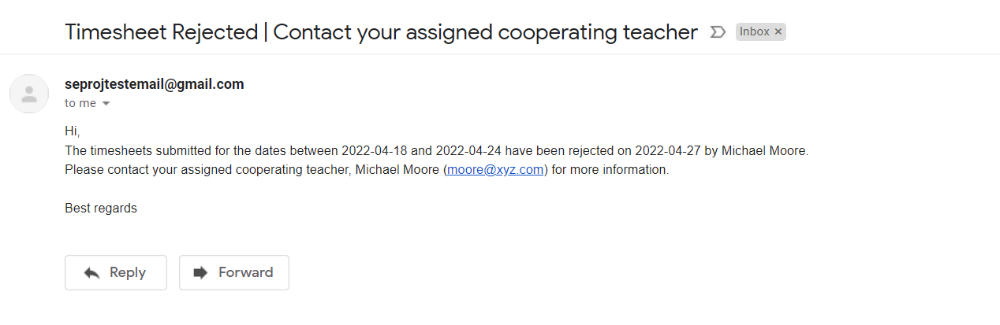 Timesheet Rejected | Contact your assigned cooperating teacher Inbox ×
seprojtestemail@gmail.com
to me
Hi,
The timesheets submitted for the dates between 2022-04-18 and 2022-04-24 have been rejected on 2022-04-27 by Michael Moore.
Please contact your assigned cooperating teacher, Michael Moore (moore@xyz.com) for more information.
Best regards
Reply Forward